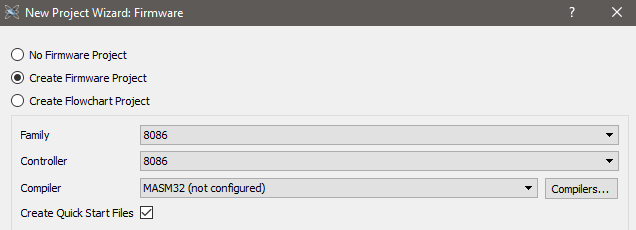 New Project Wizard: Firmware
No Firmware Project
Create Firmware Project
Create Flowchart Project
Family 8086
Controller 8086
Compiler MASM32 (not configured) Compilers...
Create Quick Start Files